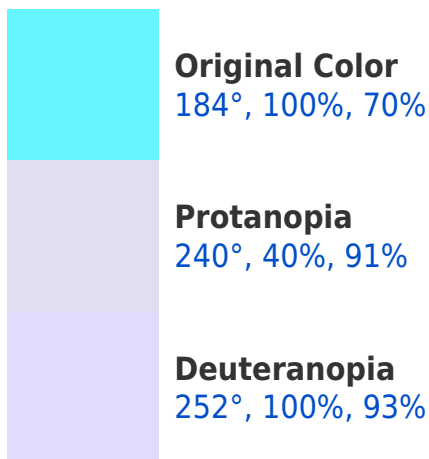 Original Color
184°, 100%, 70%
Protanopia
240°, 40%, 91%
Deuteranopia
252°, 100%, 93%